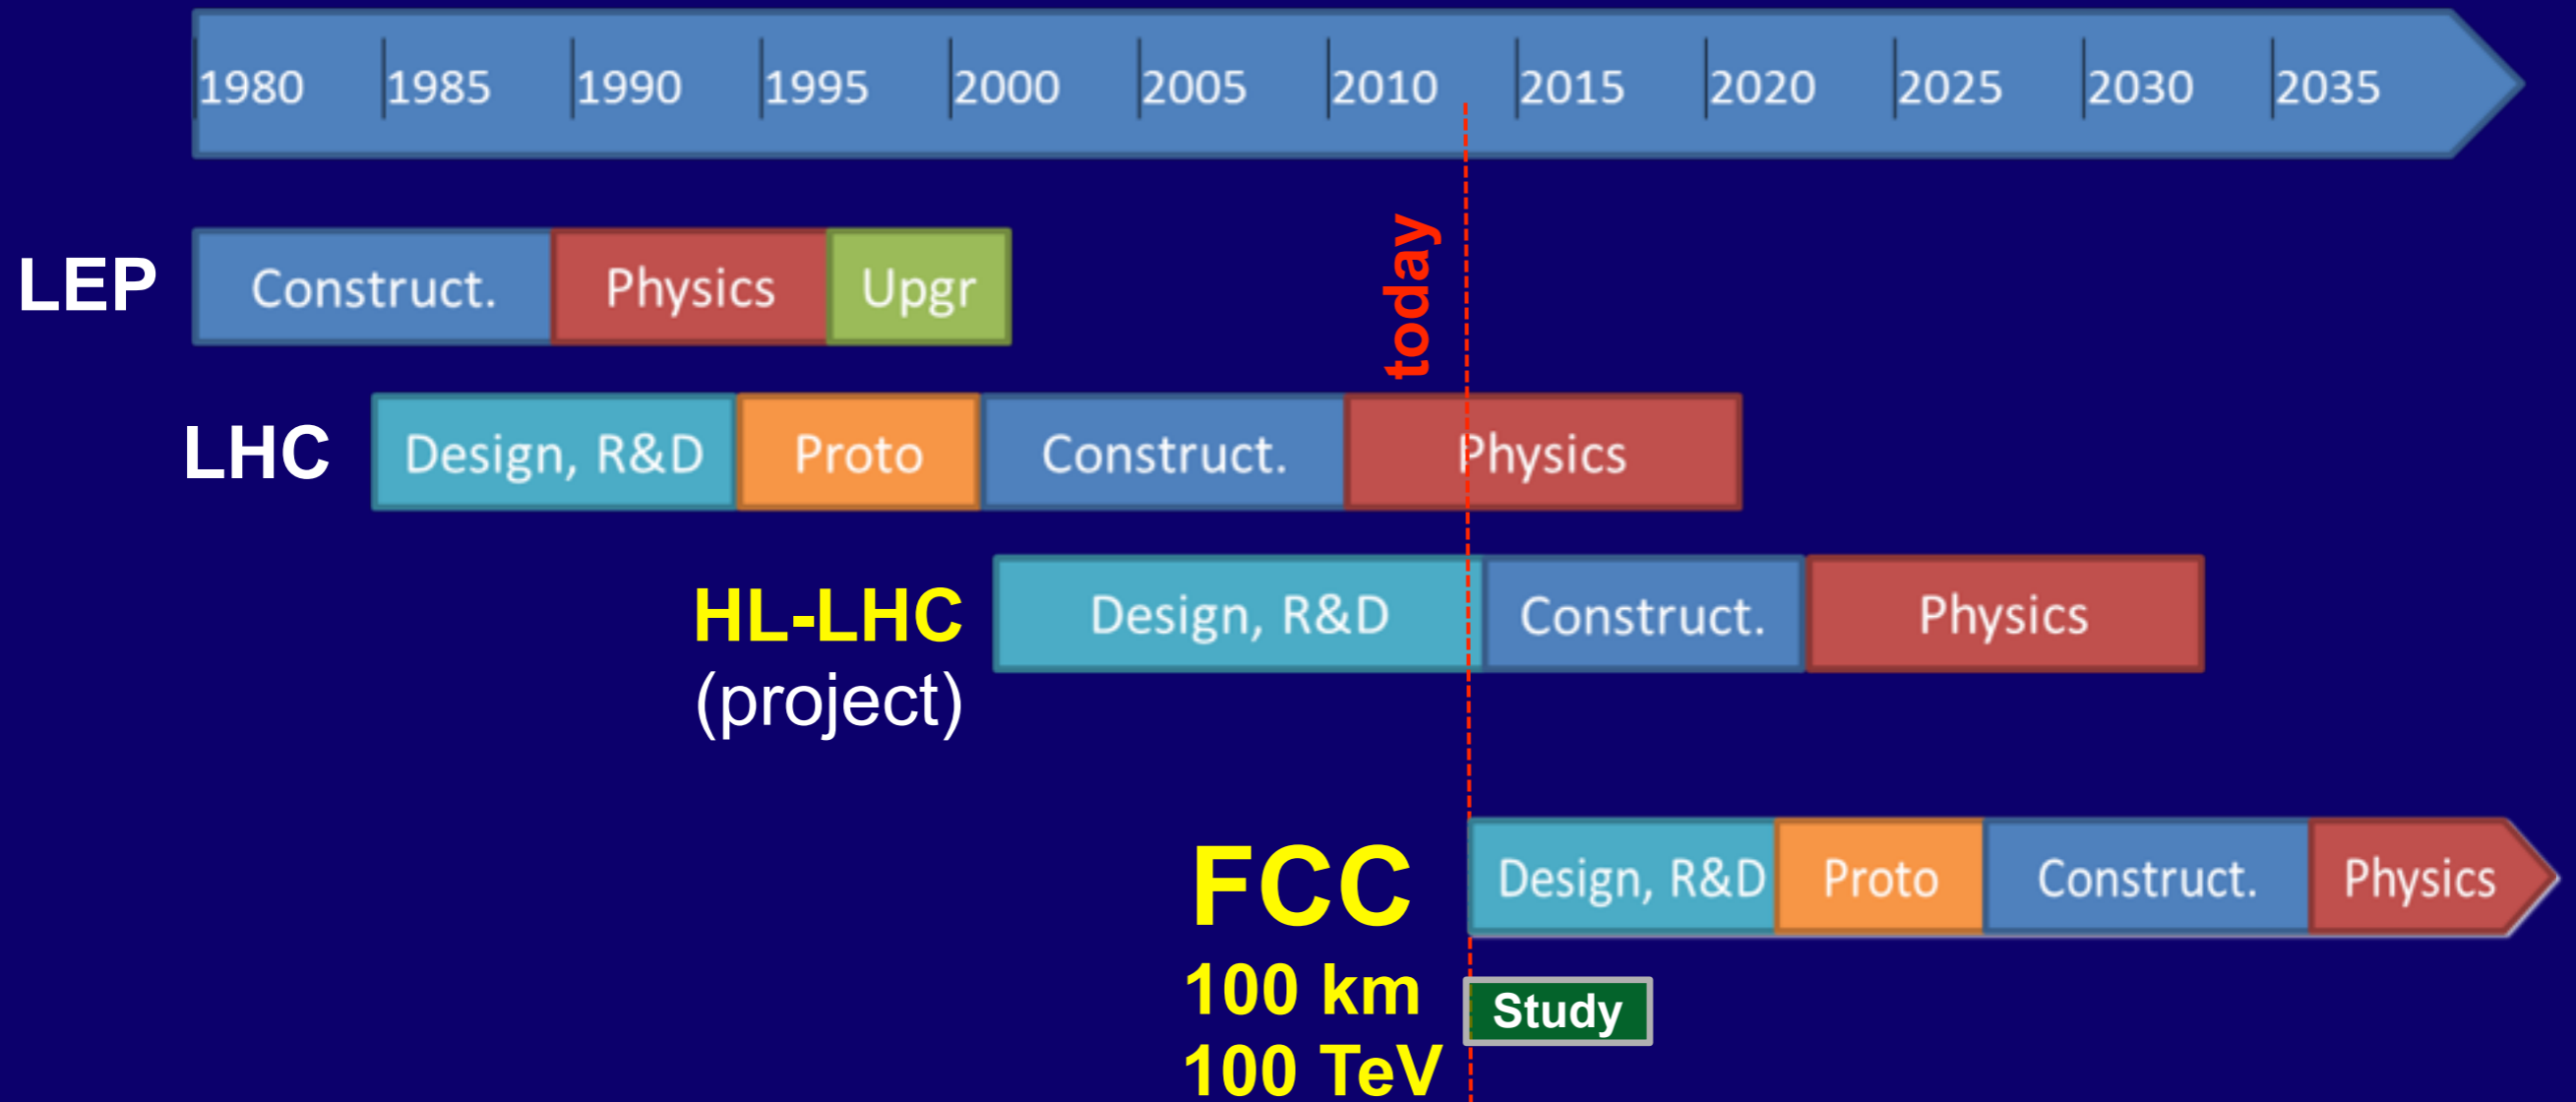 1980 1985 1990 1995 2000 2005 2010 2015 2020 2025 2030 2035
today
LEP Construct. Physics Upgr
LHC Design, R&D Proto Construct. Physics
HL-LHC Design, R&D Construct. Physics
(project)
FCC Design, R&D Proto Construct. Physics
100 km Study
100 TeV